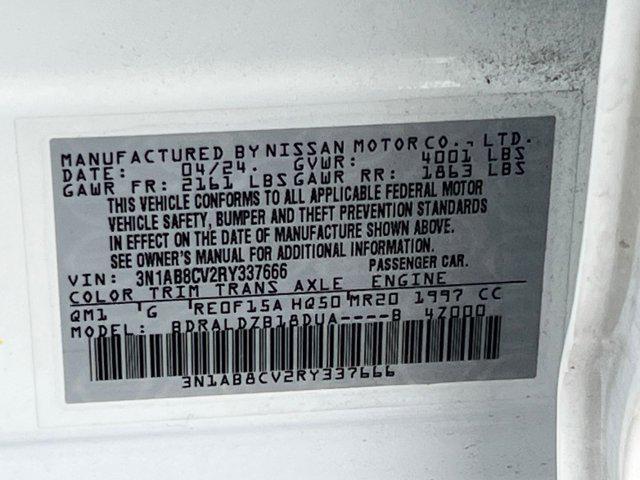 MANUFACTURED BY NISSAN MOTOR CO., LTD.
DATE: 04/24. GVWR: 4001 LBS
GAWR FR: 2161 LBS GAWR RR: 1863 LBS
THIS VEHICLE CONFORMS TO ALL APPLICABLE FEDERAL MOTOR
VEHICLE SAFETY, BUMPER AND THEFT PREVENTION STANDARDS
IN EFFECT ON THE DATE OF MANUFACTURE SHOWN ABOVE.
SEE OWNER'S MANUAL FOR ADDITIONAL INFORMATION.
VIN: 3N1AB8CV2RY337666 PASSENGER CAR.
COLOR TRIM TRANS AXLE ENGINE
QM1 G RE0F15A HQ50 MR20 1997 CC
MODEL: BDRALDZB18DUA----B 4Z000
3N1AB8CV2RY337666